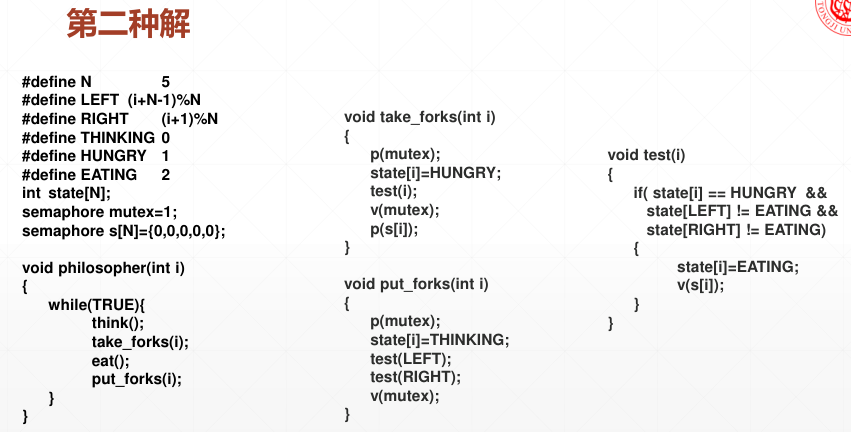 第二种解
#define N 5
#define LEFT (i+N-1)%N
#define RIGHT (i+1)%N
#define THINKING 0
#define HUNGRY 1
#define EATING 2
int state[N];
semaphore mutex=1;
semaphore s[N]={0,0,0,0,0};
void philosopher(int i)
{
while(TRUE){
think();
take_forks(i);
eat();
put_forks(i);
}
}
void take_forks(int i)
{
p(mutex);
state[i]=HUNGRY;
test(i);
v(mutex);
p(s[i]);
}
void put_forks(int i)
{
p(mutex);
state[i]=THINKING;
test(LEFT);
test(RIGHT);
v(mutex);
}
void test(i)
{
if( state[i] == HUNGRY &&
state[LEFT] != EATING &&
state[RIGHT] != EATING)
{
state[i]=EATING;
v(s[i]);
}
}
TONGJI UN